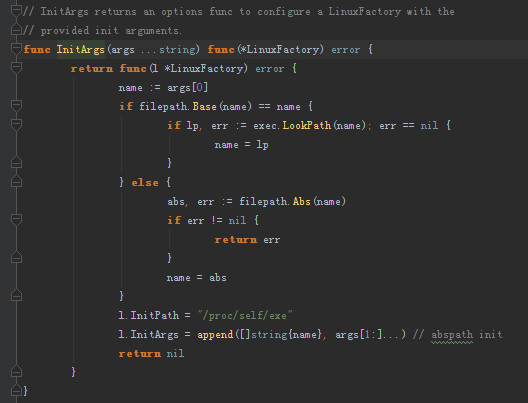 // InitArgs returns an options func to configure a LinuxFactory with the
// provided init arguments.
func InitArgs(args ...string) func(*LinuxFactory) error {
return func(l *LinuxFactory) error {
name := args[0]
if filepath.Base(name) == name {
if lp, err := exec.LookPath(name); err == nil {
name = lp
}
} else {
abs, err := filepath.Abs(name)
if err != nil {
return err
}
name = abs
}
l.InitPath = "/proc/self/exe"
l.InitArgs = append([]string{name}, args[1:]...) // abspath init
return nil
}
}